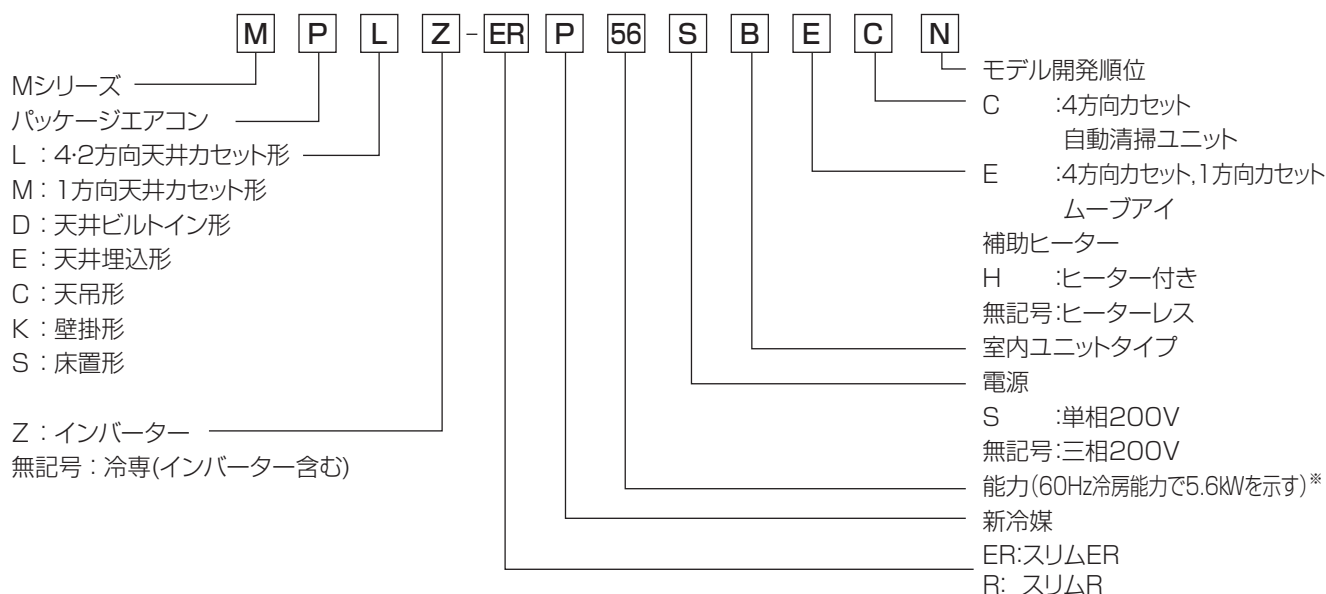 M P L Z - ER P 56 S B E C N
Mシリーズ
パッケージエアコン
L：4・2方向天井カセット形
M：1方向天井カセット形
D：天井ビルトイン形
E：天井埋込形
C：天吊形
K：壁掛形
S：床置形
Z：インバーター
無記号：冷専(インバーター含む)
モデル開発順位
C :4方向カセット
自動清掃ユニット
E :4方向カセット,1方向カセット
ムーブアイ
補助ヒーター
H :ヒーター付き
無記号:ヒーターレス
室内ユニットタイプ
電源
S :単相200V
無記号:三相200V
能力（60Hz冷房能力で5.6kWを示す）※
新冷媒
ER:スリムER
R: スリムR